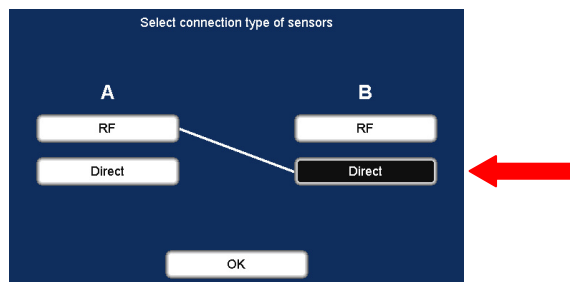 Select connection type of sensors
A B
RF RF
Direct Direct
OK